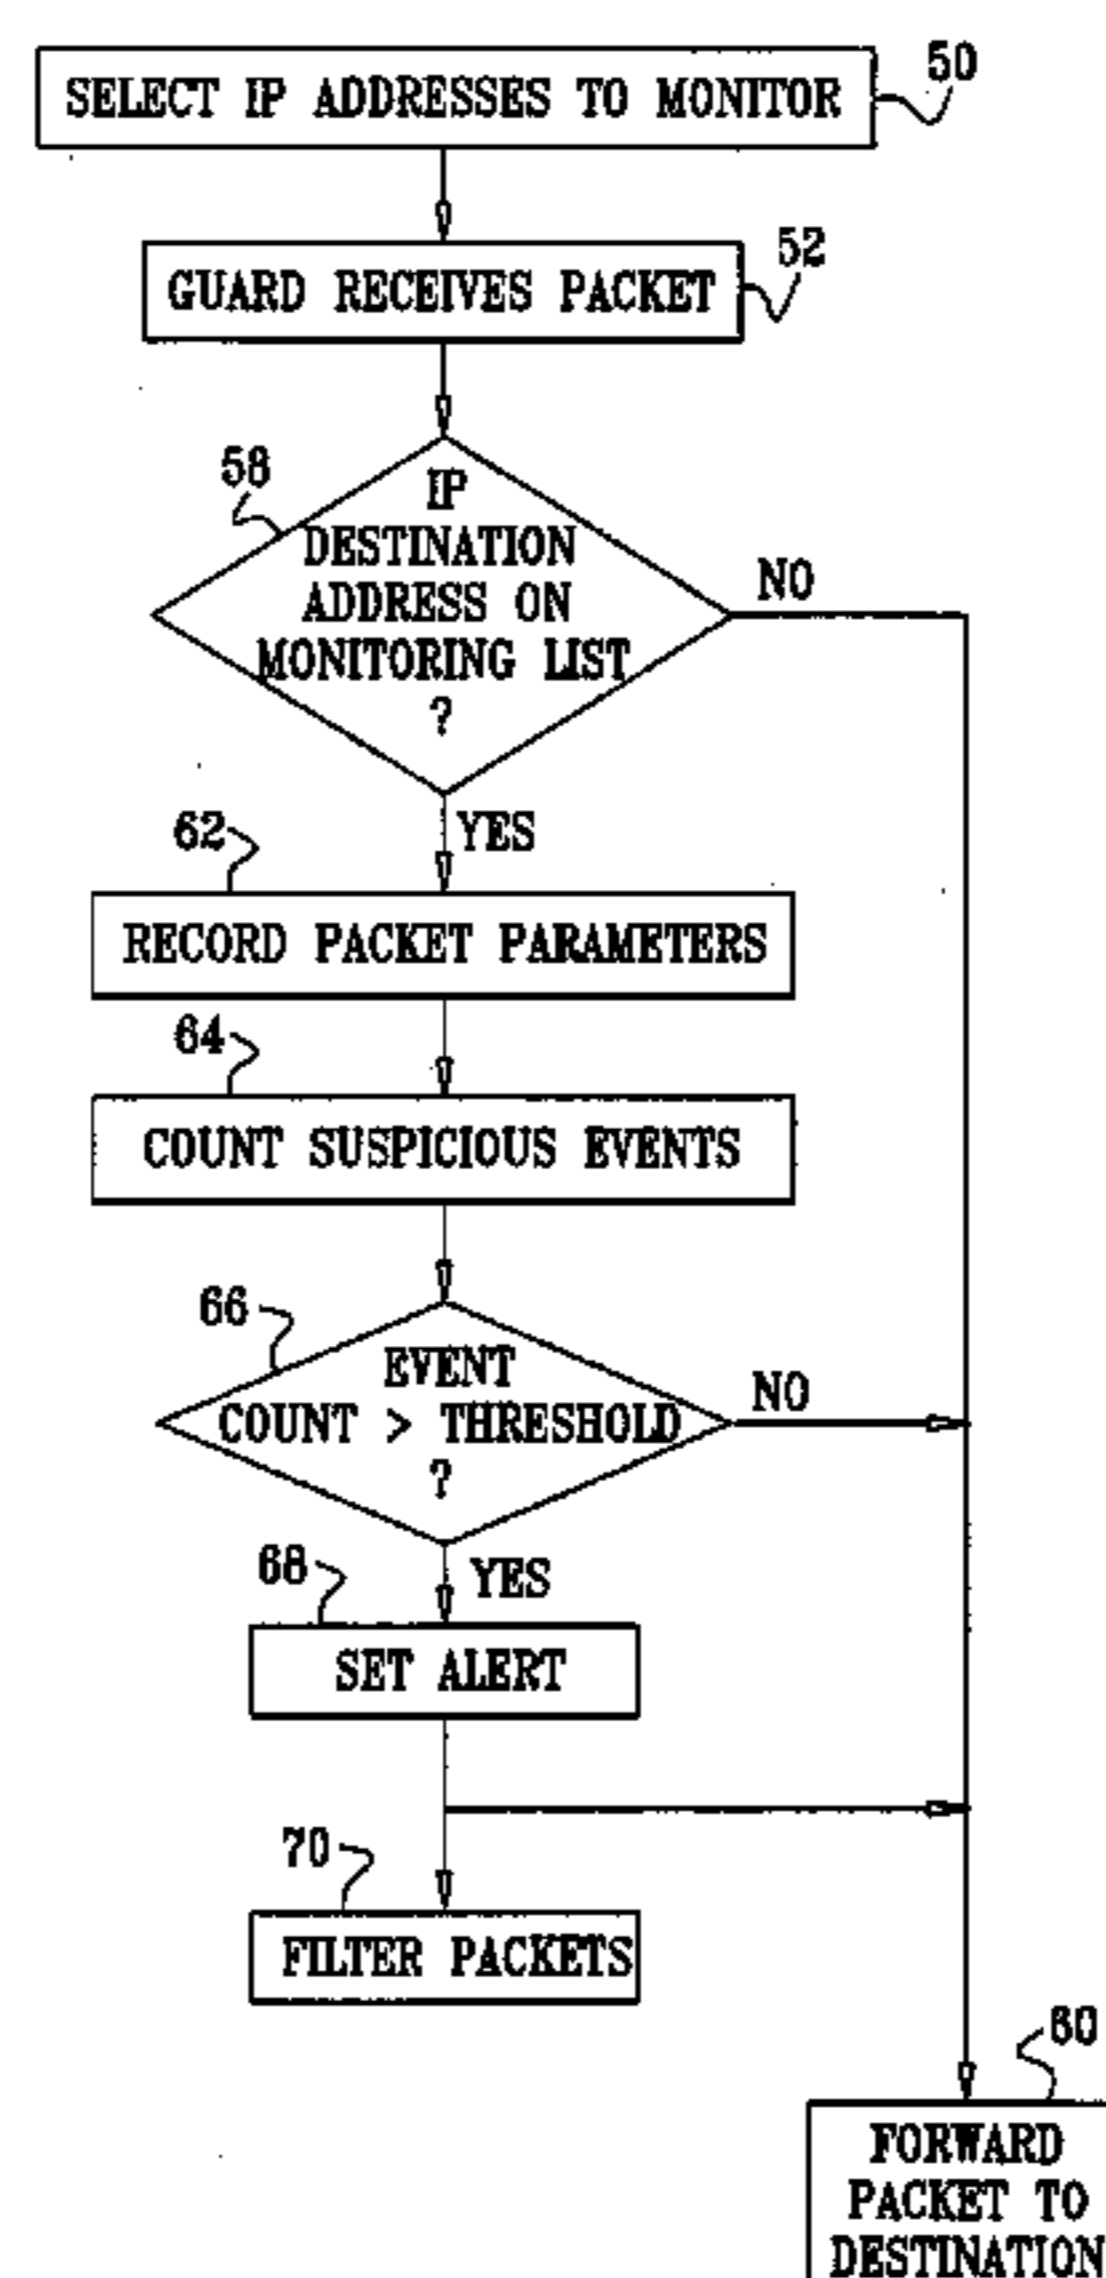 SELECT IP ADDRESSES TO MONITOR
50
GUARD RECEIVES PACKET
52
58
IP
DESTINATION
ADDRESS ON
MONITORING LIST
?
NO
YES
62
RECORD PACKET PARAMETERS
64
COUNT SUSPICIOUS EVENTS
66
EVENT
COUNT > THRESHOLD
?
NO
YES
68
SET ALERT
70
FILTER PACKETS
60
FORWARD
PACKET TO
DESTINATION